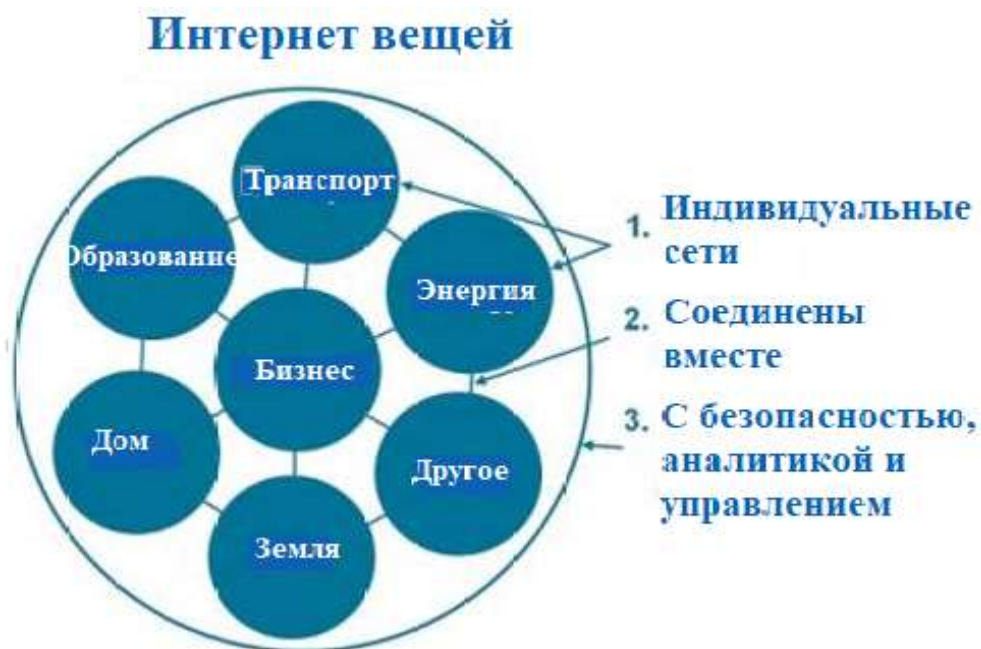 Интернет вещей
Транспорт
Образование
Энергия
Бизнес
Дом
Другое
Земля
1. Индивидуальные
сети
2. Соединены
вместе
3. С безопасностью,
аналитикой и
управлением